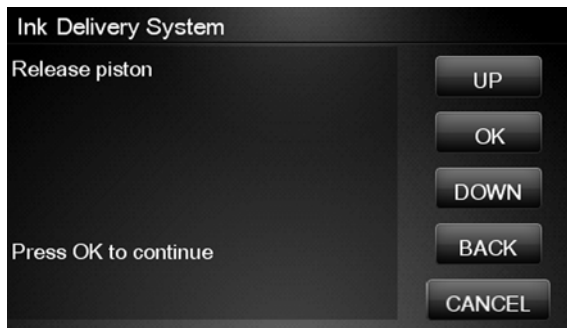 Ink Delivery System
Release piston
Press OK to continue
UP
OK
DOWN
BACK
CANCEL